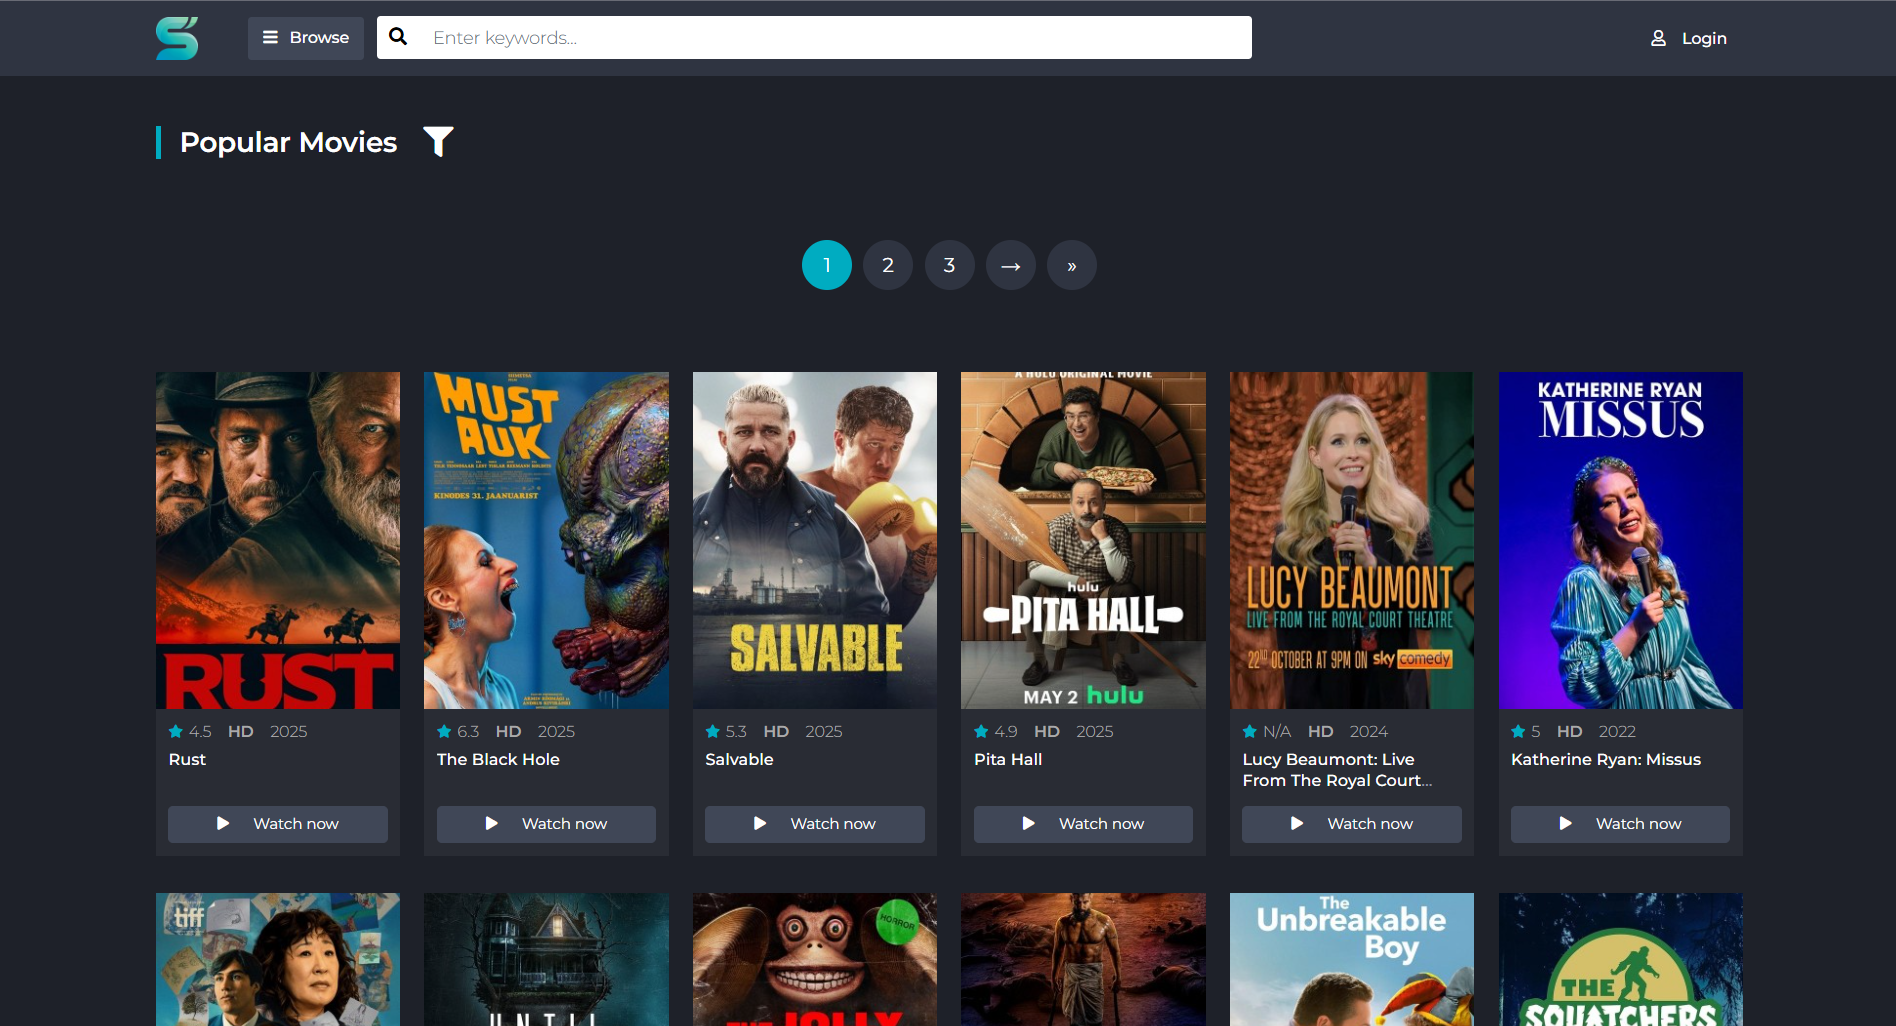 Browse
Enter keywords...
Login
Popular Movies
1
2
3
→
»
RUST
MUST
AUK
KINODES 31. JAANUARIST
SALVABLE
A HULU ORIGINAL MOVIE
hulu
PITA HALL
MAY 2 hulu
LUCY BEAUMONT
LIVE FROM THE ROYAL COURT THEATRE
22ND OCTOBER AT 9PM ON sky comedy
KATHERINE RYAN
MISSUS
4.5 HD 2025
Rust
Watch now
6.3 HD 2025
The Black Hole
Watch now
5.3 HD 2025
Salvable
Watch now
4.9 HD 2025
Pita Hall
Watch now
N/A HD 2024
Lucy Beaumont: Live
From The Royal Court...
Watch now
5 HD 2022
Katherine Ryan: Missus
Watch now
tiff
UNTIL
HORROR
THE JOLLY
The
Unbreakable
Boy
THE
SQUATCHERS